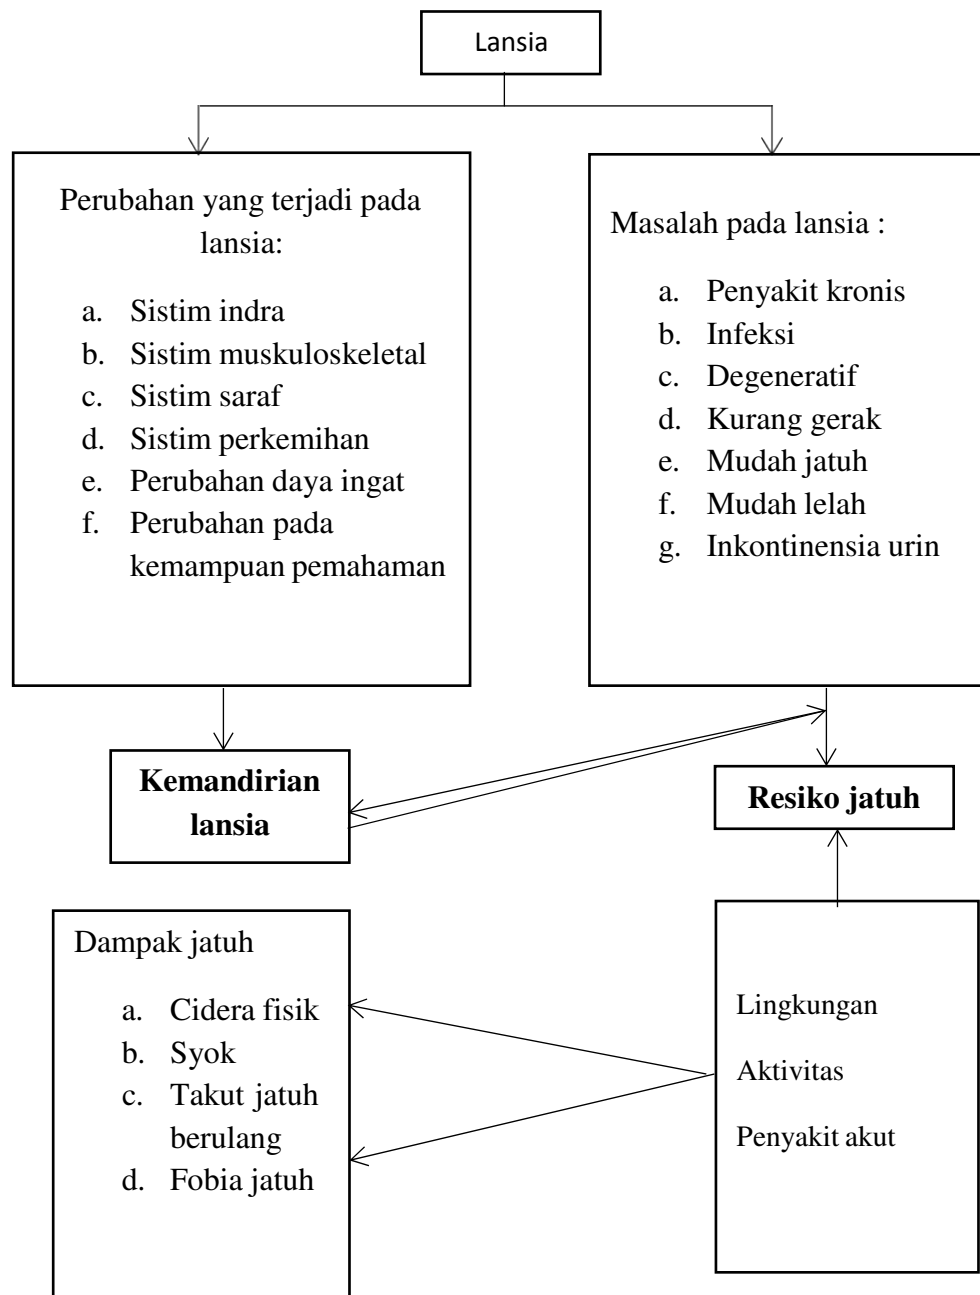 Lansia
Perubahan yang terjadi pada
lansia:
a. Sistim indra
b. Sistim muskuloskeletal
c. Sistim saraf
d. Sistim perkemihan
e. Perubahan daya ingat
f. Perubahan pada
kemampuan pemahaman
Masalah pada lansia :
a. Penyakit kronis
b. Infeksi
c. Degeneratif
d. Kurang gerak
e. Mudah jatuh
f. Mudah lelah
g. Inkontinensia urin
Kemandirian
lansia
Resiko jatuh
Dampak jatuh
a. Cidera fisik
b. Syok
c. Takut jatuh
berulang
d. Fobia jatuh
Lingkungan
Aktivitas
Penyakit akut